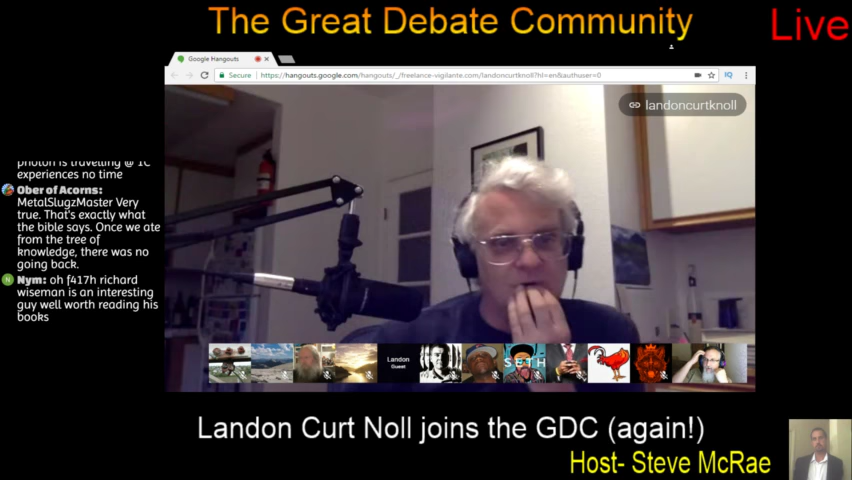 The Great Debate Community
Live
Google Hangouts
Secure
https://hangouts.google.com/hangouts/_/freelance-vigilante.com/landoncurtknoll?hl=en&authuser=0
landoncurtknoll
photon is travelling @ 1C
experiences no time
Ober of Acorns:
MetalSlugzMaster Very
true. That's exactly what
the bible says. Once we ate
from the tree of
knowledge, there was no
going back.
N
Nym: oh f417h richard
wiseman is an interesting
guy well worth reading his
books
Landon
Guest
SETH
Landon Curt Noll joins the GDC (again!)
Host- Steve McRae